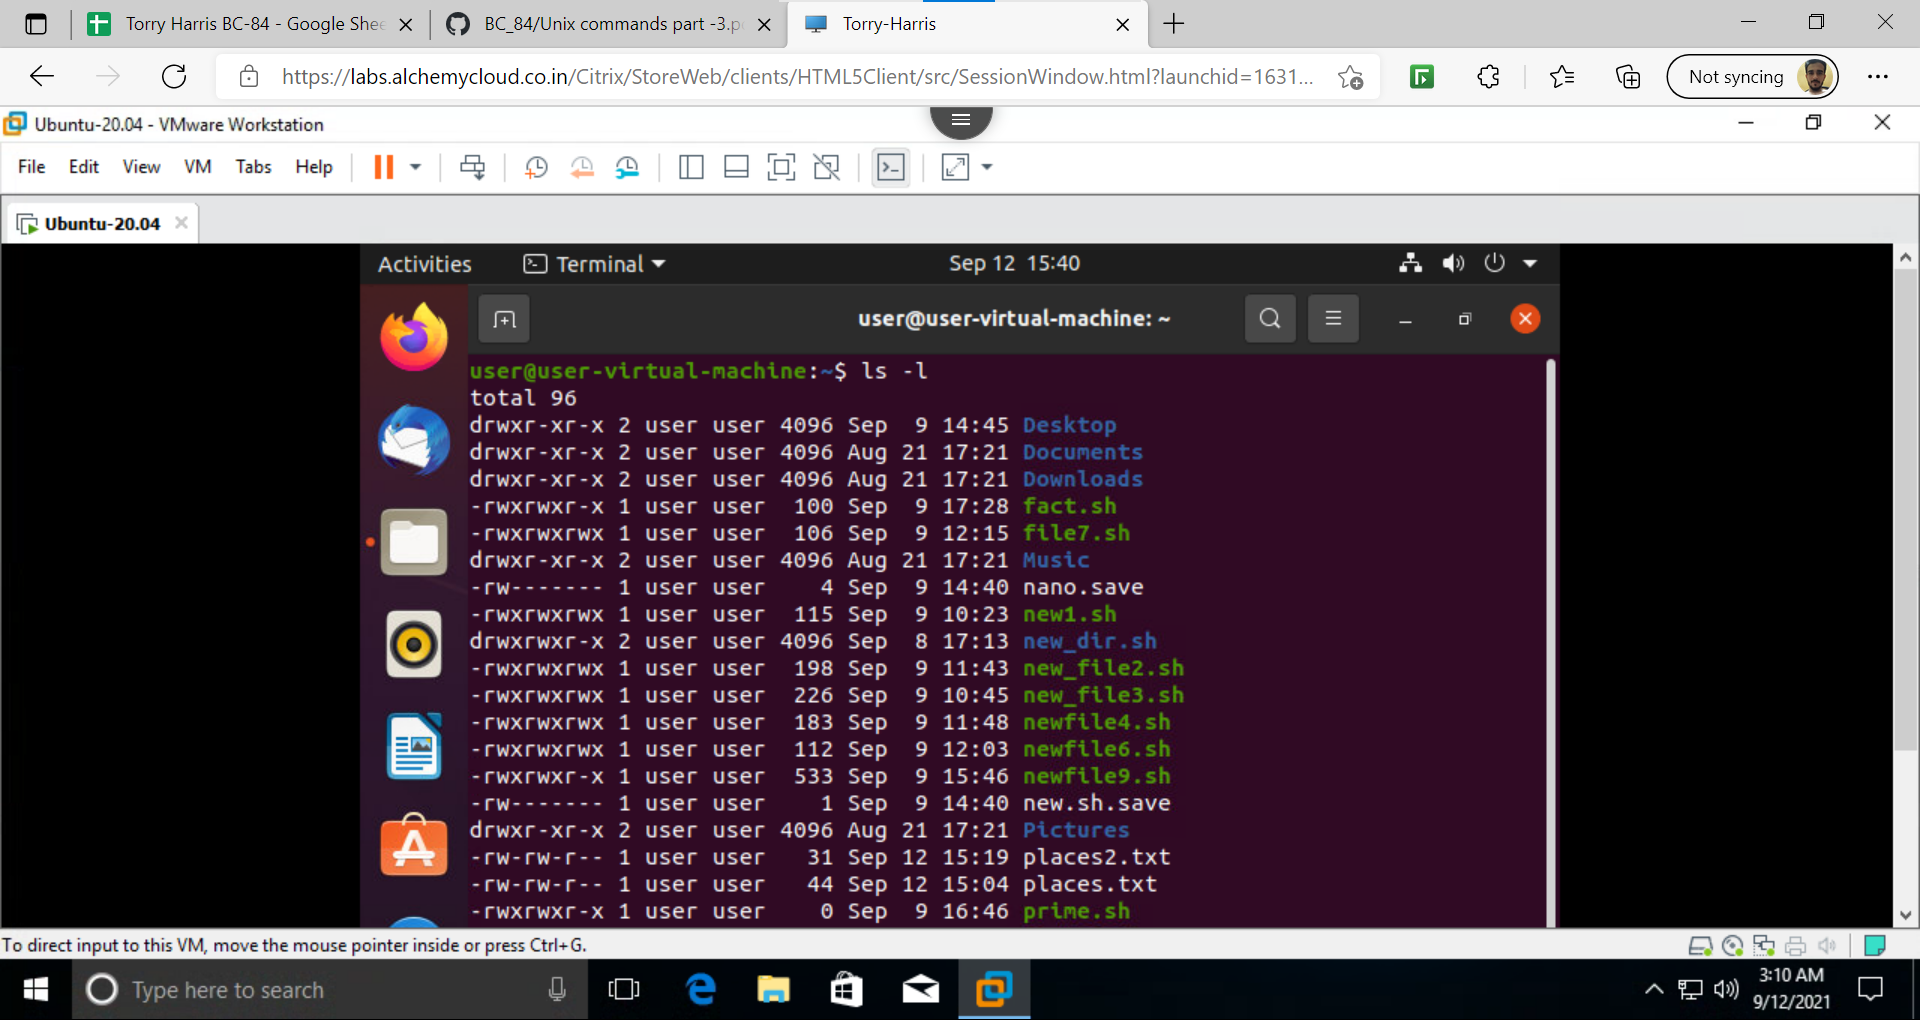 Torry Harris BC-84 - Google Shee
BC_84/Unix commands part -3.p
Torry-Harris
https://labs.alchemycloud.co.in/Citrix/StoreWeb/clients/HTML5Client/src/SessionWindow.html?launchid=1631...
Not syncing
Ubuntu-20.04 - VMware Workstation
File Edit View VM Tabs Help
Ubuntu-20.04
Activities Terminal Sep 12 15:40
user@user-virtual-machine: ~
user@user-virtual-machine:~$ ls -l
total 96
drwxr-xr-x 2 user user 4096 Sep  9 14:45 Desktop
drwxr-xr-x 2 user user 4096 Aug 21 17:21 Documents
drwxr-xr-x 2 user user 4096 Aug 21 17:21 Downloads
-rwxrwxr-x 1 user user  100 Sep  9 17:28 fact.sh
-rwxrwxrwx 1 user user  106 Sep  9 12:15 file7.sh
drwxr-xr-x 2 user user 4096 Aug 21 17:21 Music
-rw------- 1 user user    4 Sep  9 14:40 nano.save
-rwxrwxrwx 1 user user  115 Sep  9 10:23 new1.sh
drwxrwxr-x 2 user user 4096 Sep  8 17:13 new_dir.sh
-rwxrwxrwx 1 user user  198 Sep  9 11:43 new_file2.sh
-rwxrwxrwx 1 user user  226 Sep  9 10:45 new_file3.sh
-rwxrwxrwx 1 user user  183 Sep  9 11:48 newfile4.sh
-rwxrwxrwx 1 user user  112 Sep  9 12:03 newfile6.sh
-rwxrwxr-x 1 user user  533 Sep  9 15:46 newfile9.sh
-rw------- 1 user user    1 Sep  9 14:40 new.sh.save
drwxr-xr-x 2 user user 4096 Aug 21 17:21 Pictures
-rw-rw-r-- 1 user user   31 Sep 12 15:19 places2.txt
-rw-rw-r-- 1 user user   44 Sep 12 15:04 places.txt
-rwxrwxr-x 1 user user    0 Sep  9 16:46 prime.sh
To direct input to this VM, move the mouse pointer inside or press Ctrl+G.
Type here to search
3:10 AM
9/12/2021